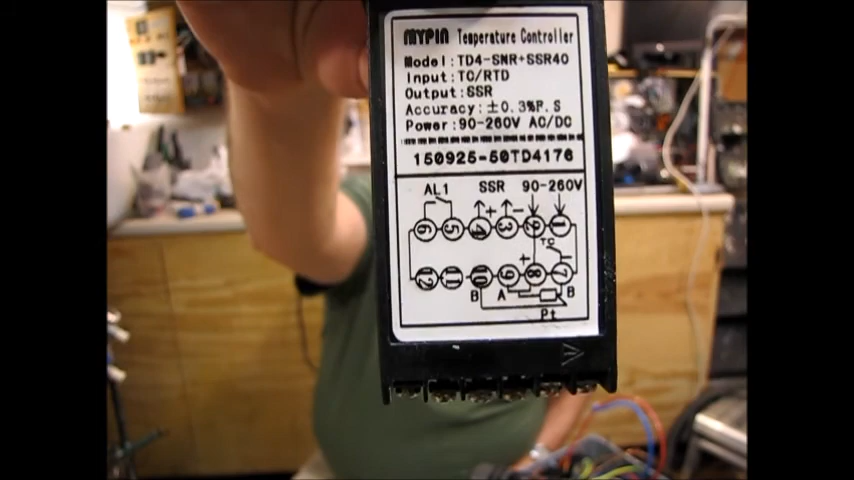 MYPIN Temperature Controller
Model:TD4-SNR+SSR40
Input:TC/RTD
Output:SSR
Accuracy:±0.3%F.S
Power:90-260V AC/DC
150925-50TD4176
AL1 SSR 90-260V
+ -
6 5 4 3 2 1
TC
+ -
12 11 10 9 8 7
B A B
Pt